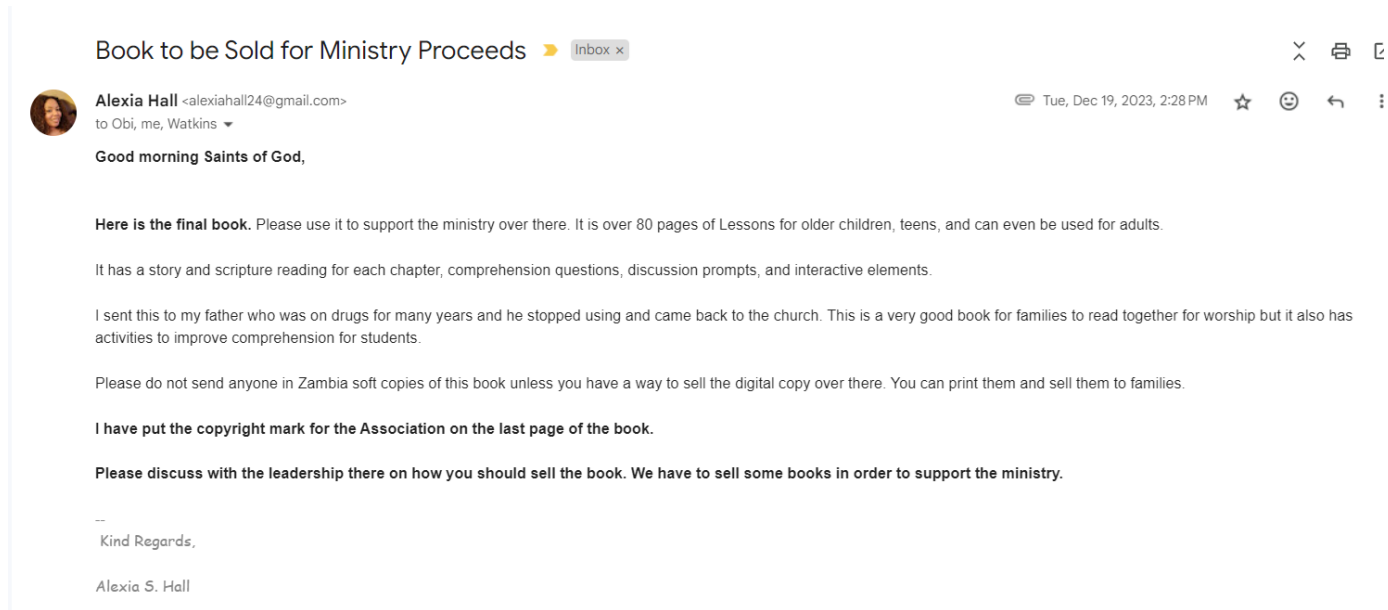 Book to be Sold for Ministry Proceeds Inbox ×
Alexia Hall <alexiahall24@gmail.com> Tue, Dec 19, 2023, 2:28 PM
to Obi, me, Watkins
Good morning Saints of God,
Here is the final book. Please use it to support the ministry over there. It is over 80 pages of Lessons for older children, teens, and can even be used for adults.
It has a story and scripture reading for each chapter, comprehension questions, discussion prompts, and interactive elements.
I sent this to my father who was on drugs for many years and he stopped using and came back to the church. This is a very good book for families to read together for worship but it also has
activities to improve comprehension for students.
Please do not send anyone in Zambia soft copies of this book unless you have a way to sell the digital copy over there. You can print them and sell them to families.
I have put the copyright mark for the Association on the last page of the book.
Please discuss with the leadership there on how you should sell the book. We have to sell some books in order to support the ministry.
--
Kind Regards,
Alexia S. Hall